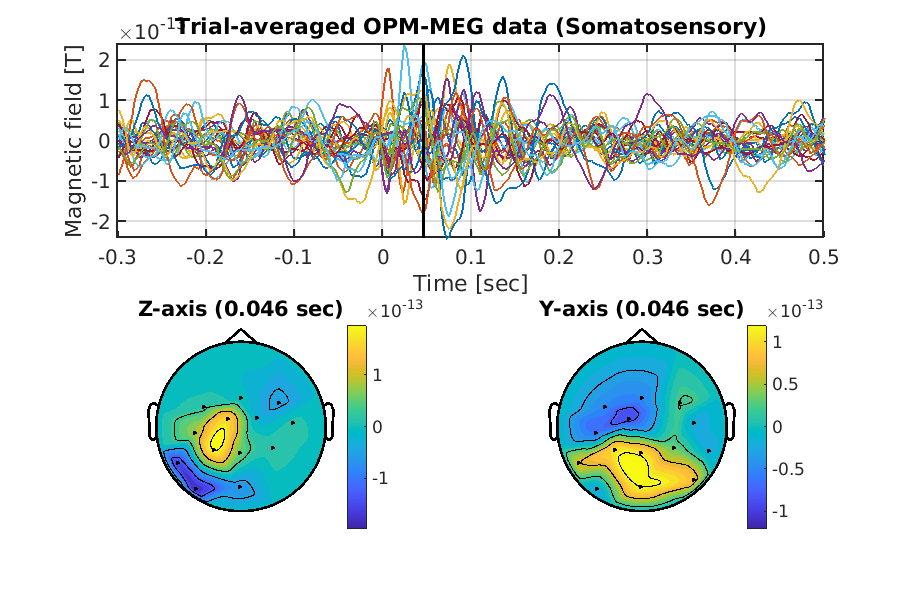 ×10⁻¹³
Trial-averaged OPM-MEG data (Somatosensory)
Magnetic field [T]
2
1
0
-1
-2
-0.3 -0.2 -0.1 0 0.1 0.2 0.3 0.4 0.5
Time [sec]
Z-axis (0.046 sec) ×10⁻¹³
1
0
-1
Y-axis (0.046 sec) ×10⁻¹³
1
0.5
0
-0.5
-1